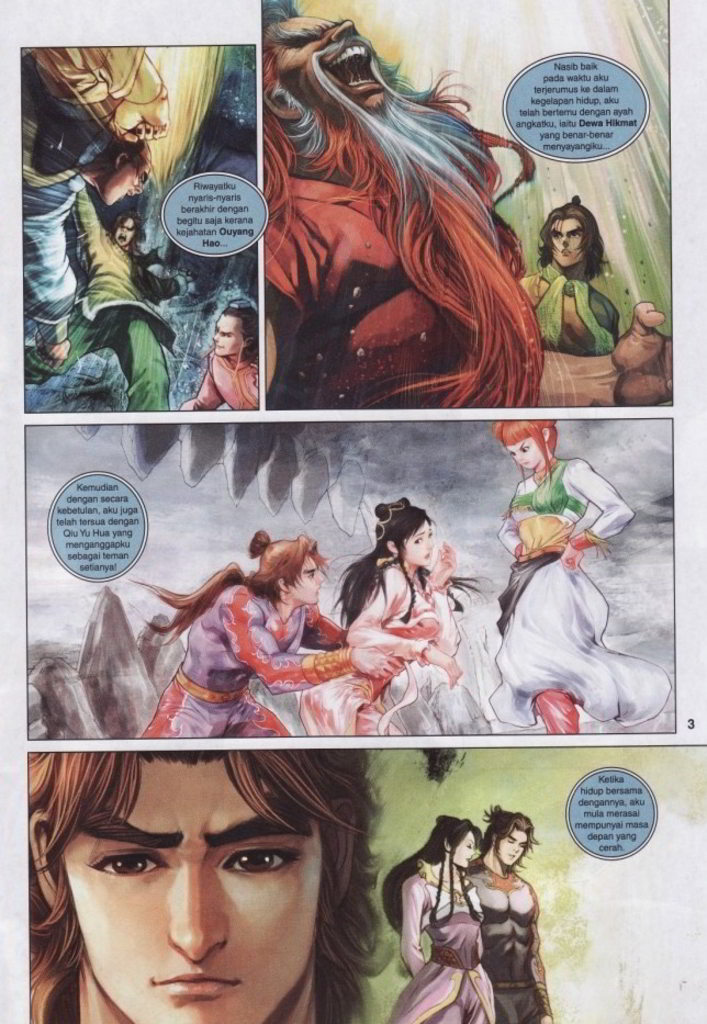 Riwayatku
nyaris-nyaris
berakhir dengan
begitu saja kerana
kejahatan Ouyang
Hao...
Nasib baik
pada waktu aku
terjerumus ke dalam
kegelapan hidup, aku
telah bertemu dengan ayah
angkatku, iaitu Dewa Hikmat
yang benar-benar
menyayangiku...
Kemudian
dengan secara
kebetulan, aku juga
telah tersua dengan
Qiu Yu Hua yang
menganggapku
sebagai teman
setianya!
3
Ketika
hidup bersama
dengannya, aku
mula merasai
mempunyai masa
depan yang
cerah.